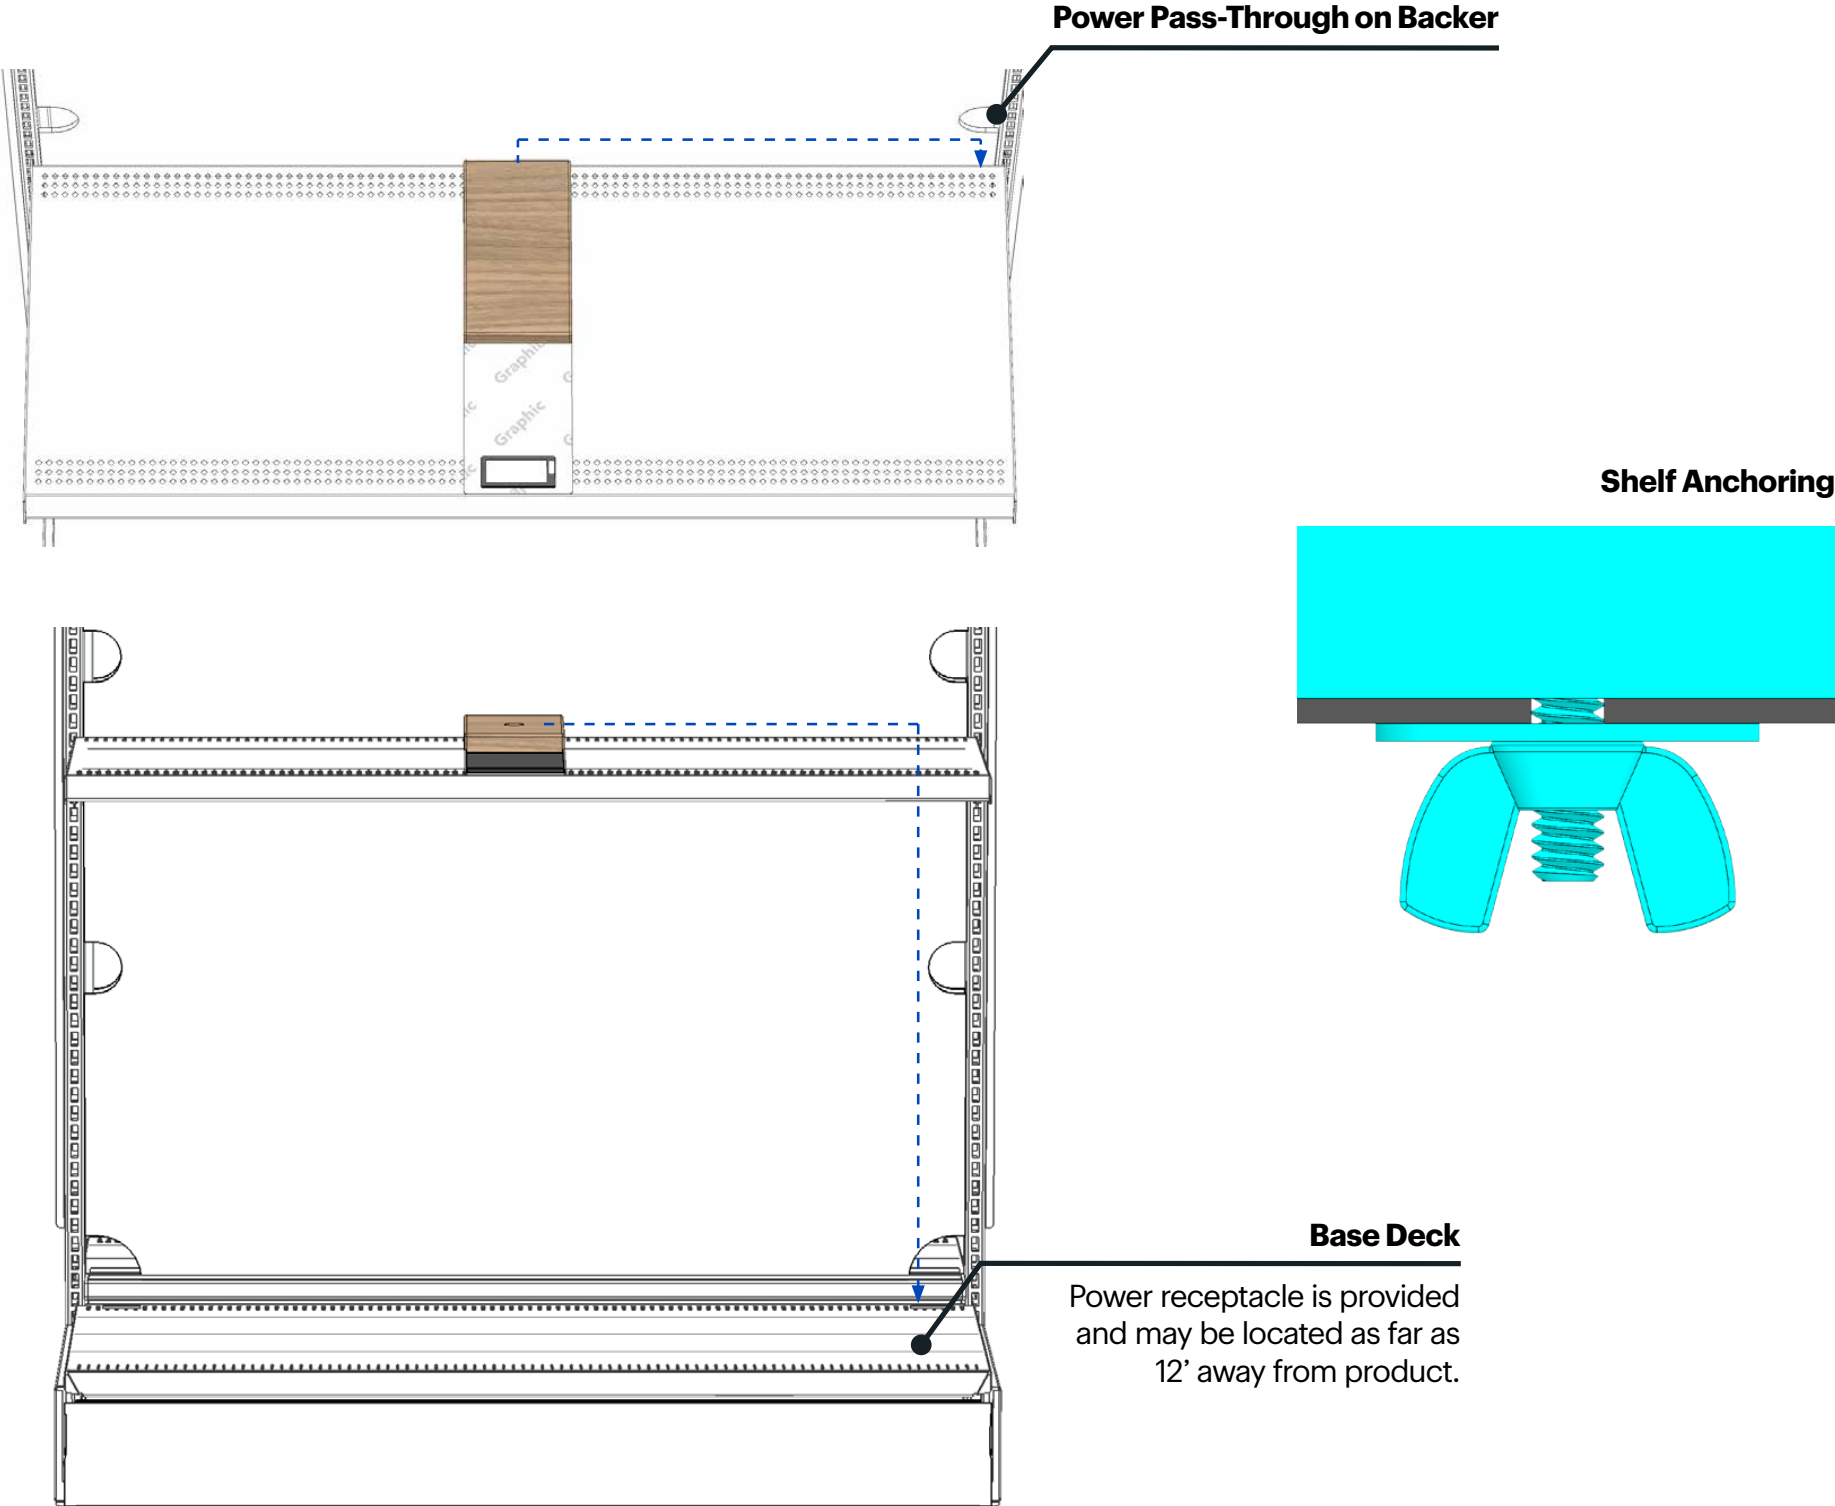 Power Pass-Through on Backer
Graphic
Graphic
Shelf Anchoring
Base Deck
Power receptacle is provided
and may be located as far as
12’ away from product.